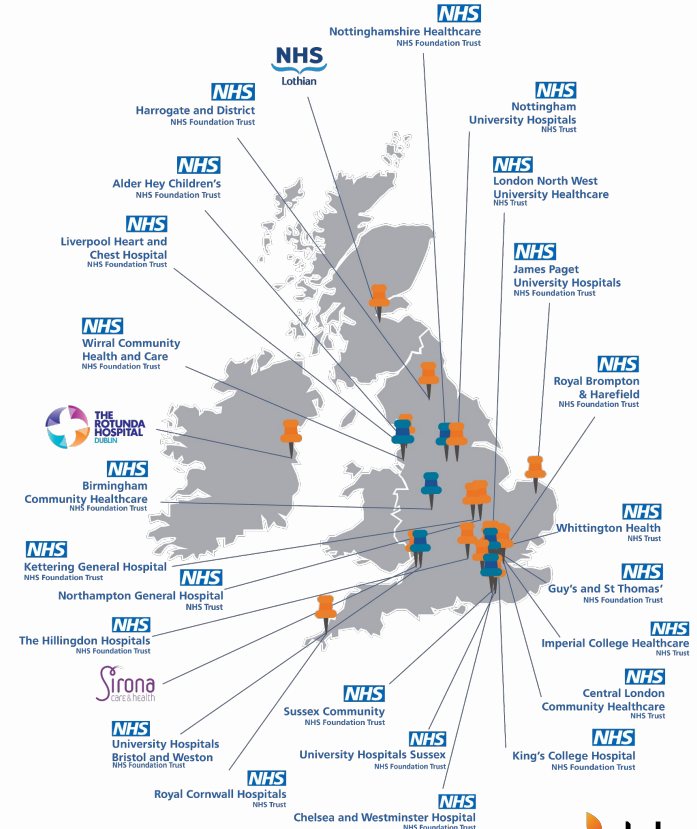 NHS
Nottinghamshire Healthcare
NHS Foundation Trust
NHS
Lothian
NHS
Harrogate and District
NHS Foundation Trust
NHS
Nottingham
University Hospitals
NHS Trust
NHS
Alder Hey Children's
NHS Foundation Trust
NHS
London North West
University Healthcare
NHS Trust
NHS
Liverpool Heart and
Chest Hospital
NHS Foundation Trust
NHS
James Paget
University Hospitals
NHS Foundation Trust
NHS
Wirral Community
Health and Care
NHS Foundation Trust
NHS
Royal Brompton
& Harefield
NHS Foundation Trust
THE
ROTUNDA
HOSPITAL
DUBLIN
NHS
Birmingham
Community Healthcare
NHS Foundation Trust
NHS
Whittington Health
NHS Trust
NHS
Kettering General Hospital
NHS Foundation Trust
NHS
Northampton General Hospital
NHS Trust
NHS
Guy's and St Thomas'
NHS Foundation Trust
NHS
The Hillingdon Hospitals
NHS Foundation Trust
NHS
Imperial College Healthcare
NHS Trust
Sirona
care & health
NHS
Central London
Community Healthcare
NHS Trust
NHS
Sussex Community
NHS Foundation Trust
NHS
University Hospitals
Bristol and Weston
NHS Foundation Trust
NHS
University Hospitals Sussex
NHS Foundation Trust
NHS
King's College Hospital
NHS Foundation Trust
NHS
Royal Cornwall Hospitals
NHS Trust
NHS
Chelsea and Westminster Hospital
NHS Foundation Trust